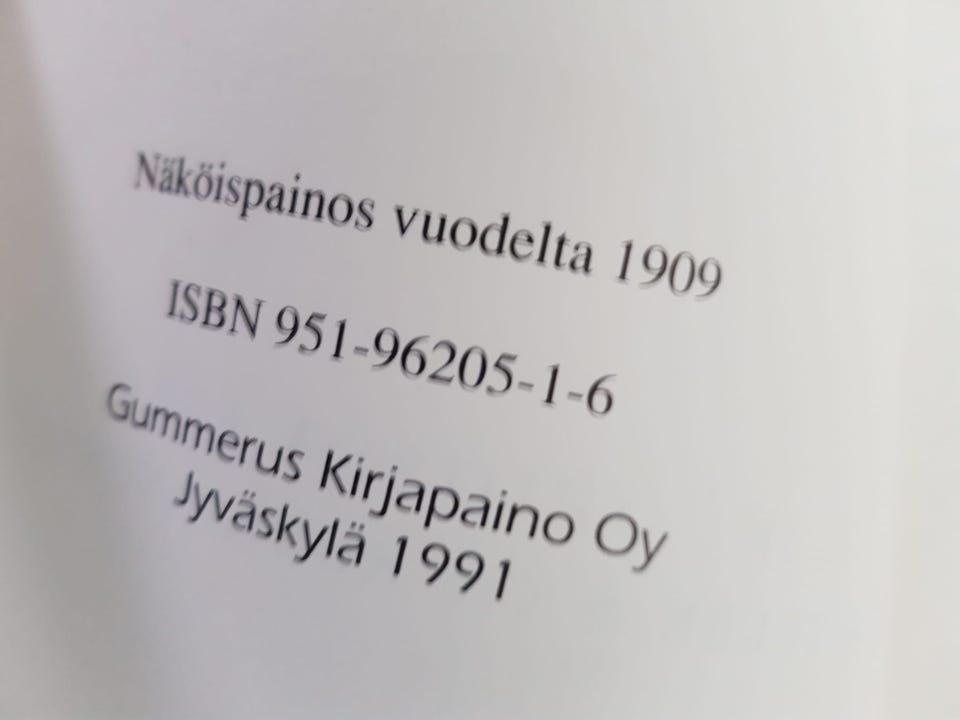 Näköispainos vuodelta 1909
ISBN 951-96205-1-6
Gummerus Kirjapaino Oy
Jyväskylä 1991